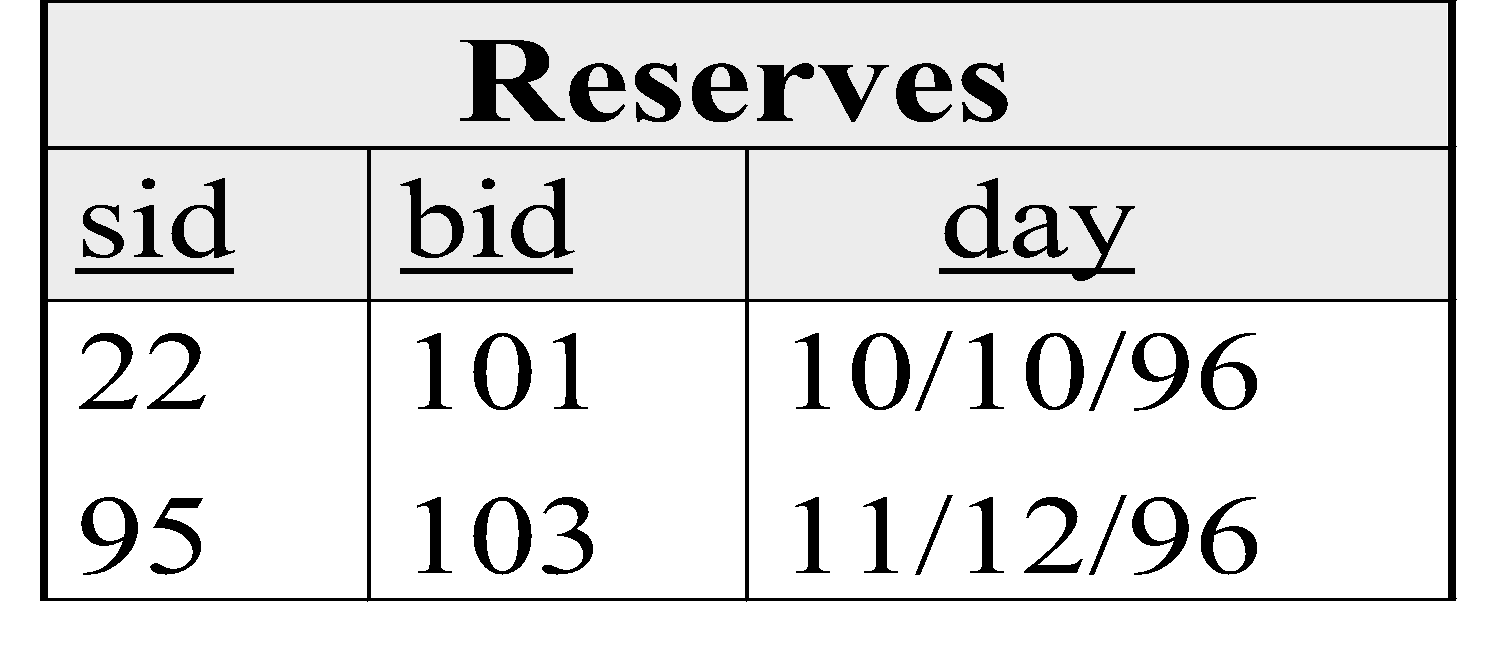 Reserves
sid bid day
22 101 10/10/96
95 103 11/12/96